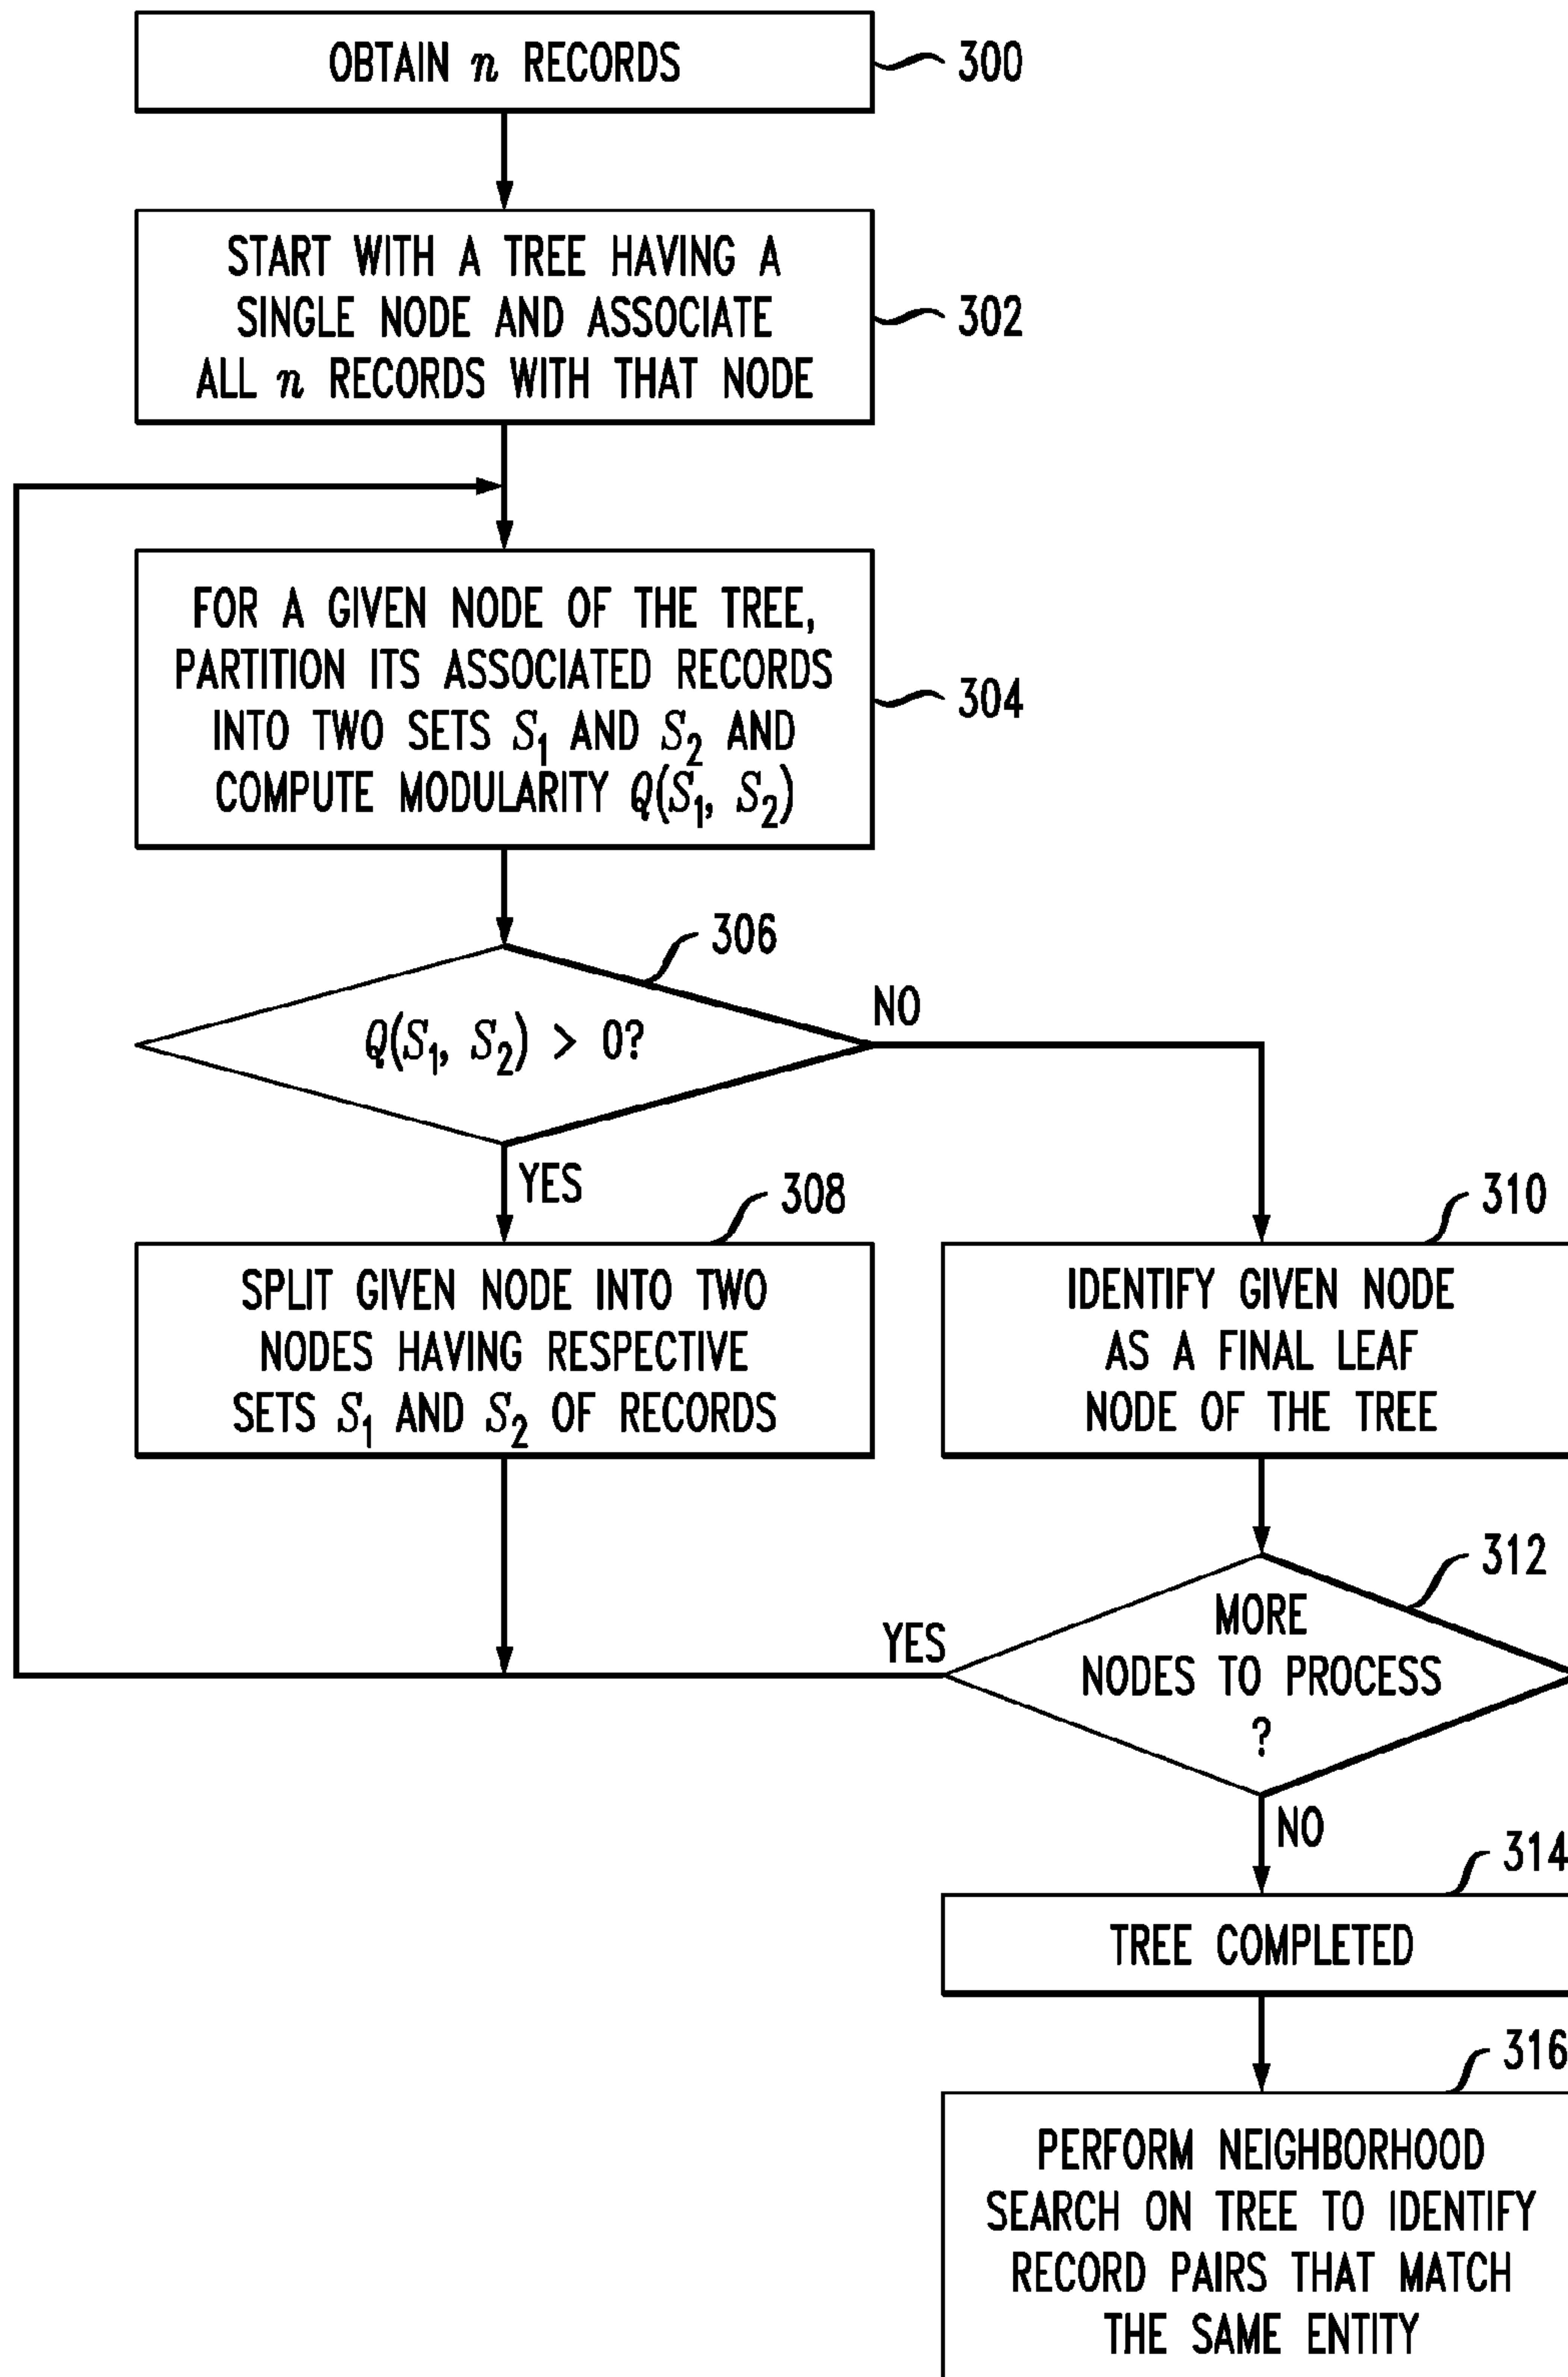 OBTAIN n RECORDS
300
START WITH A TREE HAVING A
SINGLE NODE AND ASSOCIATE
ALL n RECORDS WITH THAT NODE
302
FOR A GIVEN NODE OF THE TREE,
PARTITION ITS ASSOCIATED RECORDS
INTO TWO SETS S1 AND S2 AND
COMPUTE MODULARITY Q(S1, S2)
304
306
Q(S1, S2) > 0?
NO
YES
308
SPLIT GIVEN NODE INTO TWO
NODES HAVING RESPECTIVE
SETS S1 AND S2 OF RECORDS
310
IDENTIFY GIVEN NODE
AS A FINAL LEAF
NODE OF THE TREE
312
MORE
NODES TO PROCESS
?
YES
NO
314
TREE COMPLETED
316
PERFORM NEIGHBORHOOD
SEARCH ON TREE TO IDENTIFY
RECORD PAIRS THAT MATCH
THE SAME ENTITY